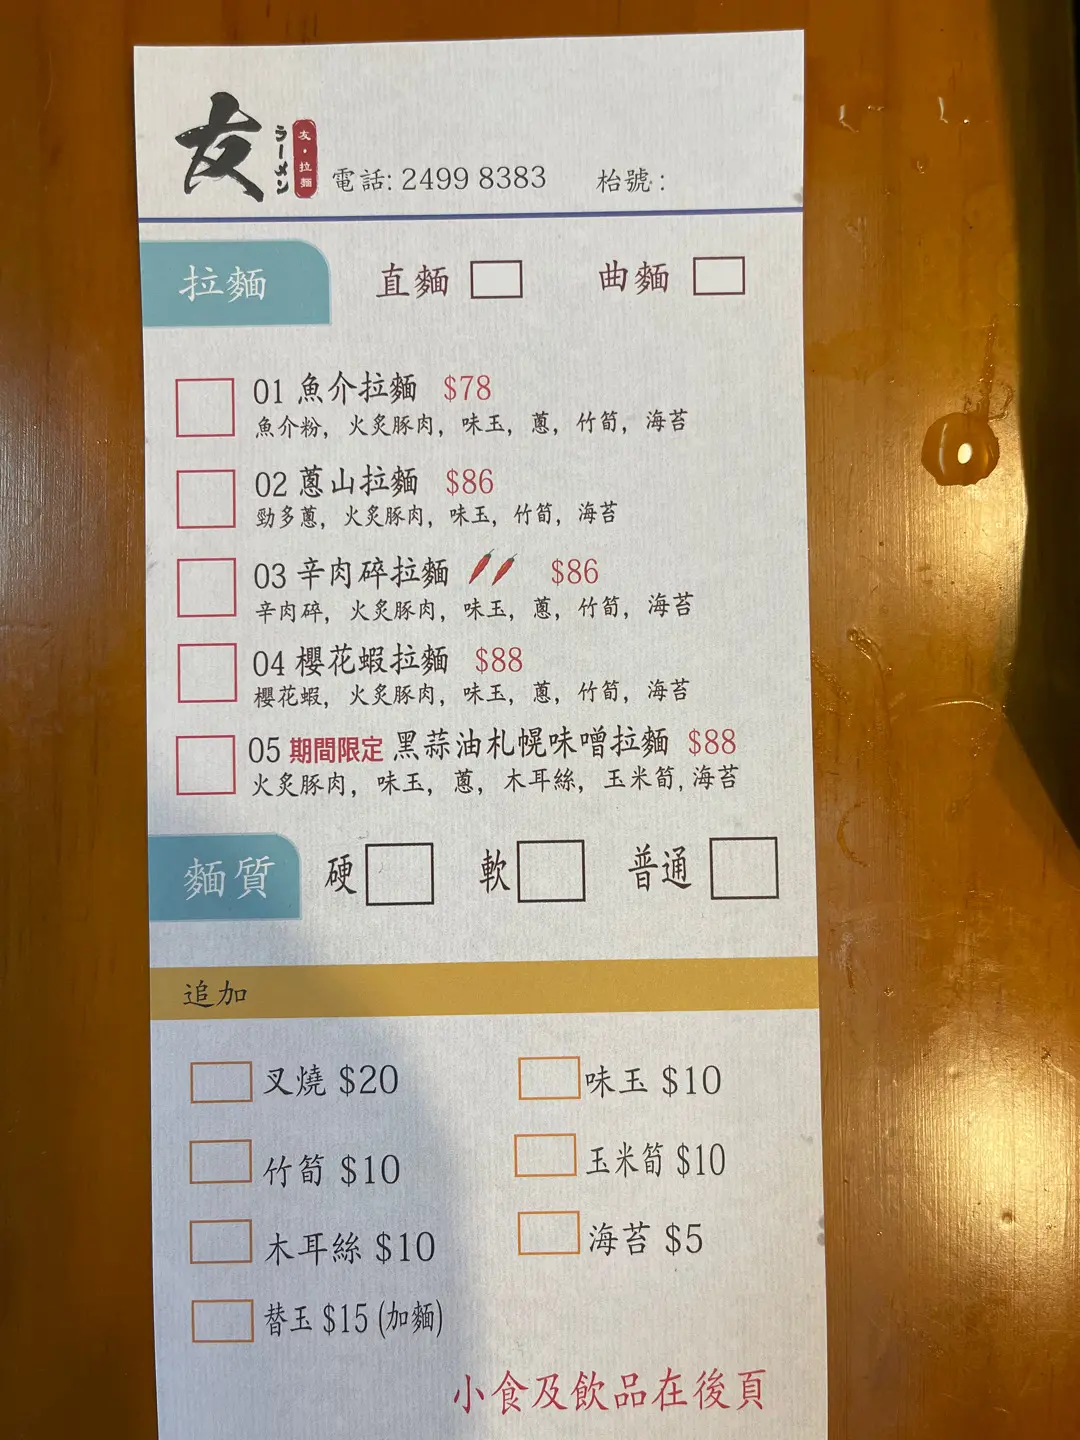 友
ラーメン
友・拉麵
電話: 2499 8383 枱號:
拉麵 直麵 曲麵
01 魚介拉麵 $78
魚介粉, 火炙豚肉, 味玉, 蔥, 竹筍, 海苔
02 蔥山拉麵 $86
勁多蔥, 火炙豚肉, 味玉, 竹筍, 海苔
03 辛肉碎拉麵 $86
辛肉碎, 火炙豚肉, 味玉, 蔥, 竹筍, 海苔
04 櫻花蝦拉麵 $88
櫻花蝦, 火炙豚肉, 味玉, 蔥, 竹筍, 海苔
05 期間限定 黑蒜油札幌味噌拉麵 $88
火炙豚肉, 味玉, 蔥, 木耳絲, 玉米筍, 海苔
麵質 硬 軟 普通
追加
叉燒 $20 味玉 $10
竹筍 $10 玉米筍 $10
木耳絲 $10 海苔 $5
替玉 $15 (加麵)
小食及飲品在後頁